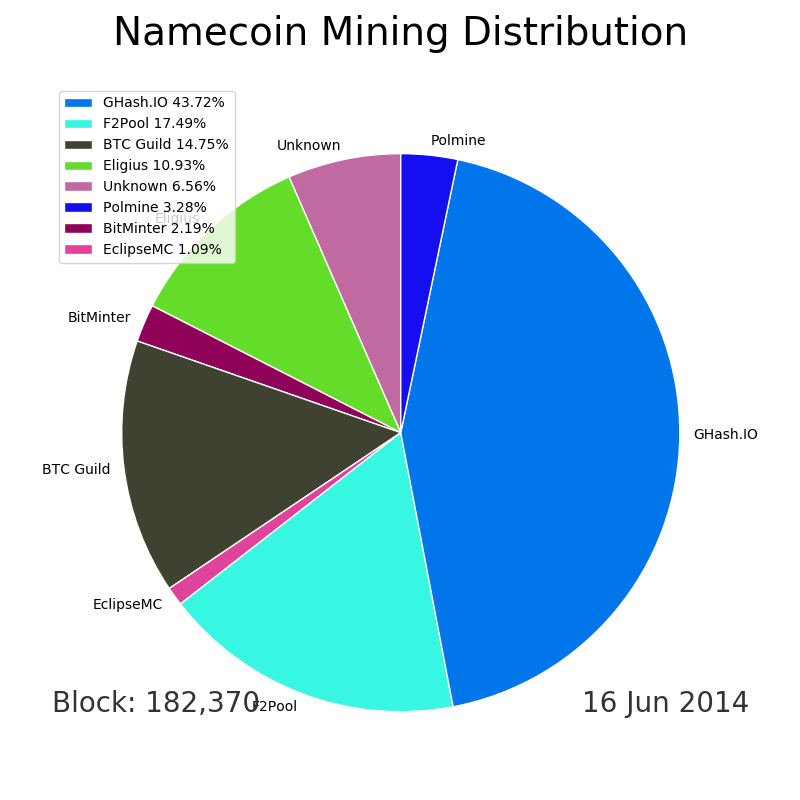 Namecoin Mining Distribution
GHash.IO 43.72%
F2Pool 17.49%
BTC Guild 14.75%
Eligius 10.93%
Unknown 6.56%
Polmine 3.28%
BitMinter 2.19%
EclipseMC 1.09%
Unknown
Polmine
Eligius
BitMinter
GHash.IO
BTC Guild
EclipseMC
Block: 182,370
F2Pool
16 Jun 2014